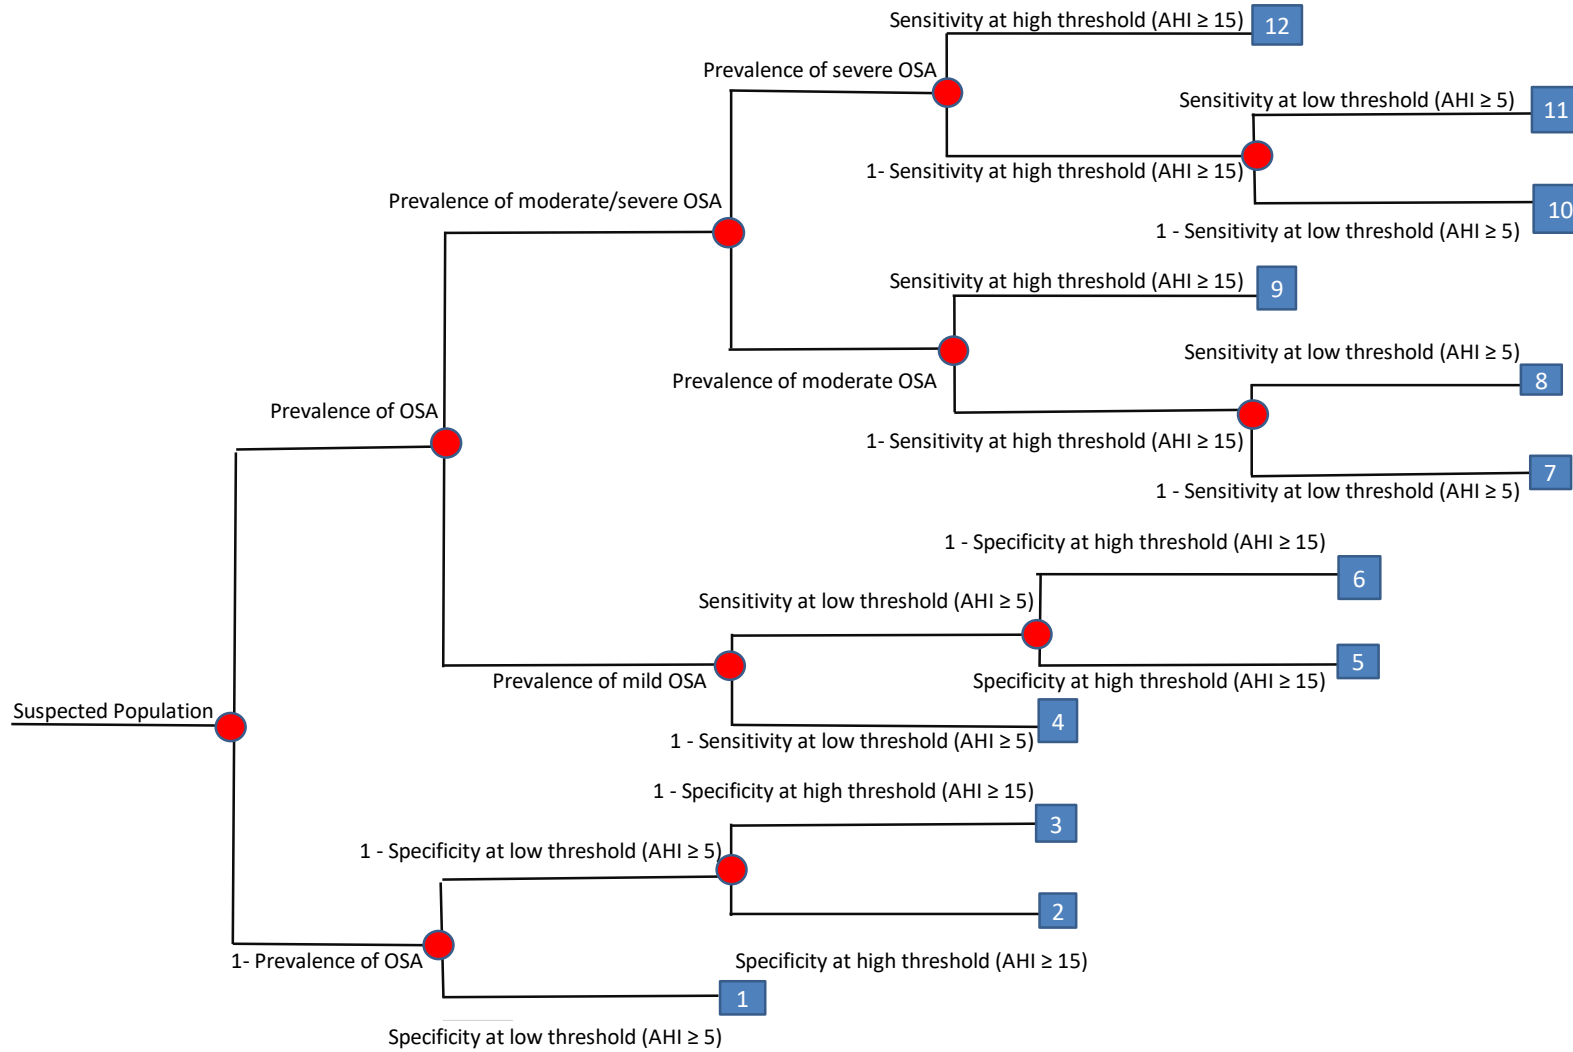 Sensitivity at high threshold (AHI ≥ 15)
12
Prevalence of severe OSA
Sensitivity at low threshold (AHI ≥ 5)
11
1- Sensitivity at high threshold (AHI ≥ 15)
Prevalence of moderate/severe OSA
10
1 - Sensitivity at low threshold (AHI ≥ 5)
Sensitivity at high threshold (AHI ≥ 15)
9
Sensitivity at low threshold (AHI ≥ 5)
8
Prevalence of moderate OSA
Prevalence of OSA
1- Sensitivity at high threshold (AHI ≥ 15)
7
1 - Sensitivity at low threshold (AHI ≥ 5)
1 - Specificity at high threshold (AHI ≥ 15)
6
Sensitivity at low threshold (AHI ≥ 5)
5
Prevalence of mild OSA
Specificity at high threshold (AHI ≥ 15)
Suspected Population
4
1 - Sensitivity at low threshold (AHI ≥ 5)
1 - Specificity at high threshold (AHI ≥ 15)
3
1 - Specificity at low threshold (AHI ≥ 5)
2
1- Prevalence of OSA
Specificity at high threshold (AHI ≥ 15)
1
Specificity at low threshold (AHI ≥ 5)